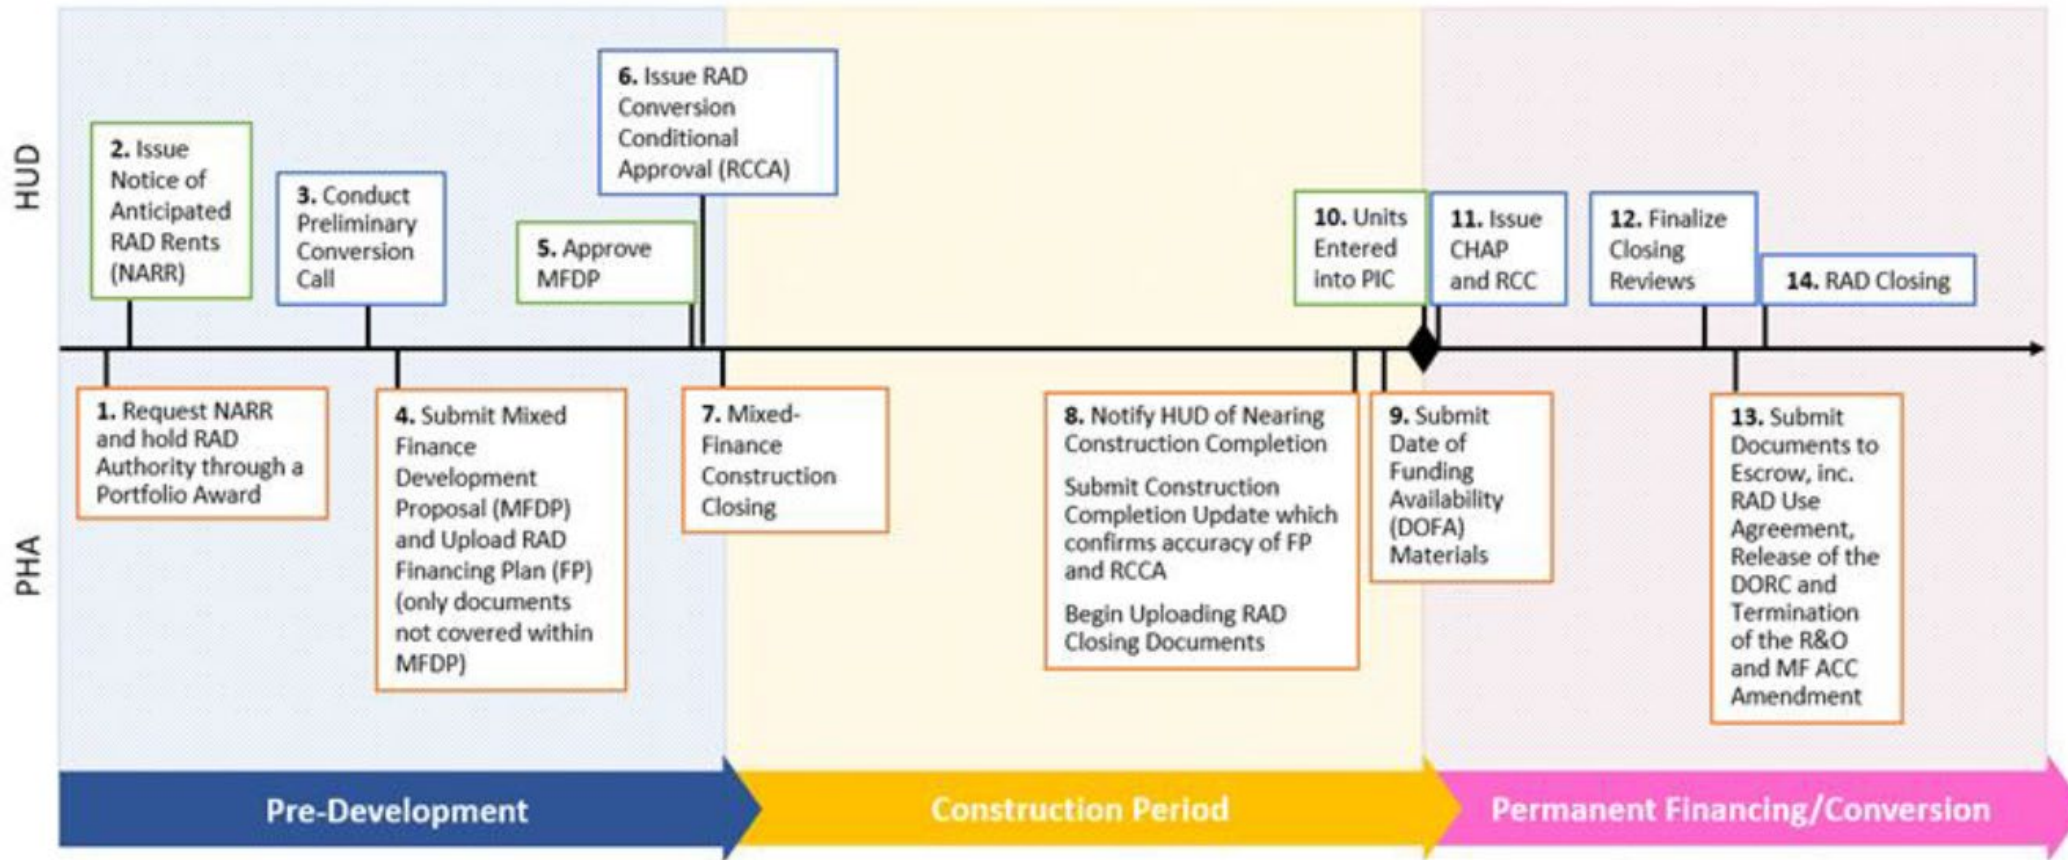 HUD
2. Issue
Notice of
Anticipated
RAD Rents
(NARR)
3. Conduct
Preliminary
Conversion
Call
5. Approve
MFDP
6. Issue RAD
Conversion
Conditional
Approval (RCCA)
10. Units
Entered
into PIC
11. Issue
CHAP
and RCC
12. Finalize
Closing
Reviews
14. RAD Closing
PHA
1. Request NARR
and hold RAD
Authority through a
Portfolio Award
4. Submit Mixed
Finance
Development
Proposal (MFDP)
and Upload RAD
Financing Plan (FP)
(only documents
not covered within
MFDP)
7. Mixed-
Finance
Construction
Closing
8. Notify HUD of Nearing
Construction Completion
Submit Construction
Completion Update which
confirms accuracy of FP
and RCCA
Begin Uploading RAD
Closing Documents
9. Submit
Date of
Funding
Availability
(DOFA)
Materials
13. Submit
Documents to
Escrow, inc.
RAD Use
Agreement,
Release of the
DORC and
Termination
of the R&O
and MF ACC
Amendment
Pre-Development
Construction Period
Permanent Financing/Conversion